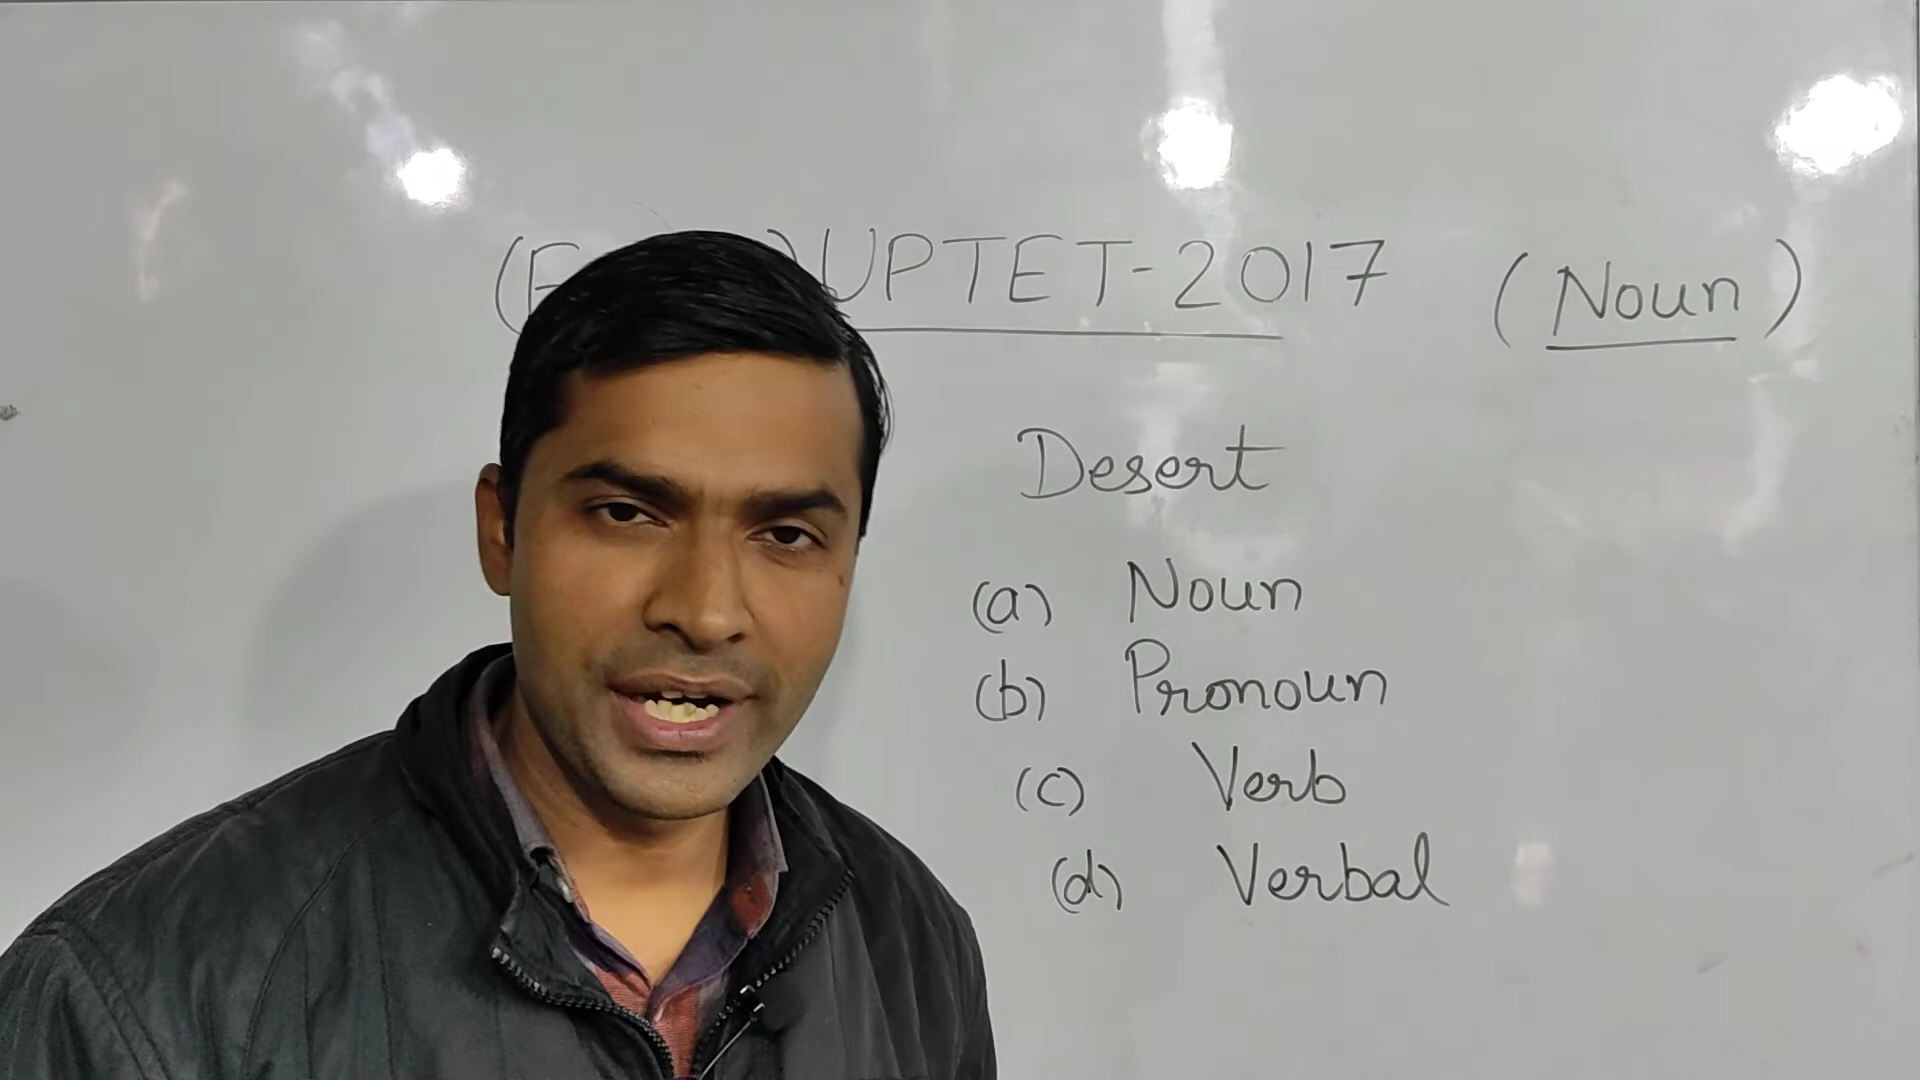 UPTET-2017 (Noun)
Desert
(a) Noun
(b) Pronoun
(c) Verb
(d) Verbal